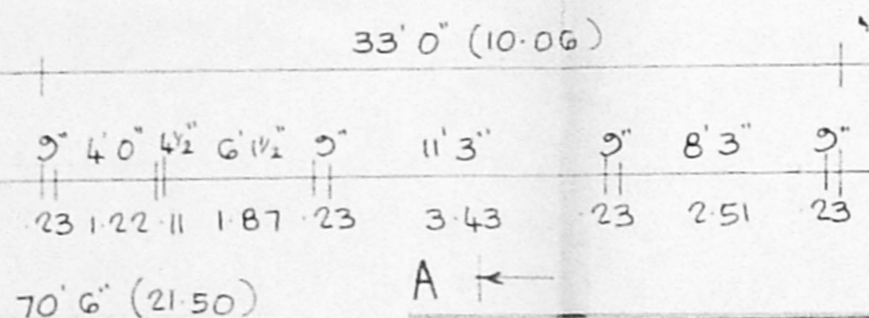 33' 0" (10.06)
9" 4' 0" 4½" 6' 1½" 9" 11' 3" 9" 8' 3" 9"
.23 1.22 .11 1.87 .23 3.43 .23 2.51 .23
A
70' 6" (21.50)